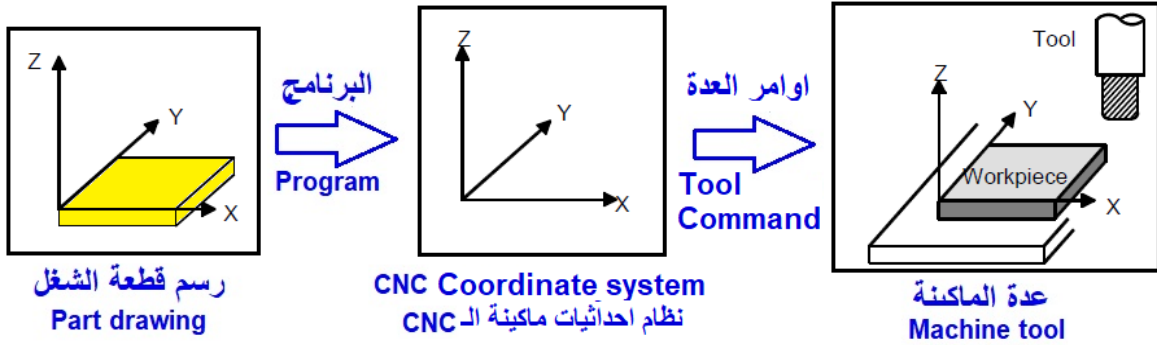 Z
Y
X
رسم قطعة الشغل
Part drawing
البرنامج
Program
Z
Y
X
CNC Coordinate system
نظام احداثيات ماكينة الـ CNC
اوامر العدة
Tool
Command
Tool
Z
Y
Workpiece
X
عدة الماكينة
Machine tool